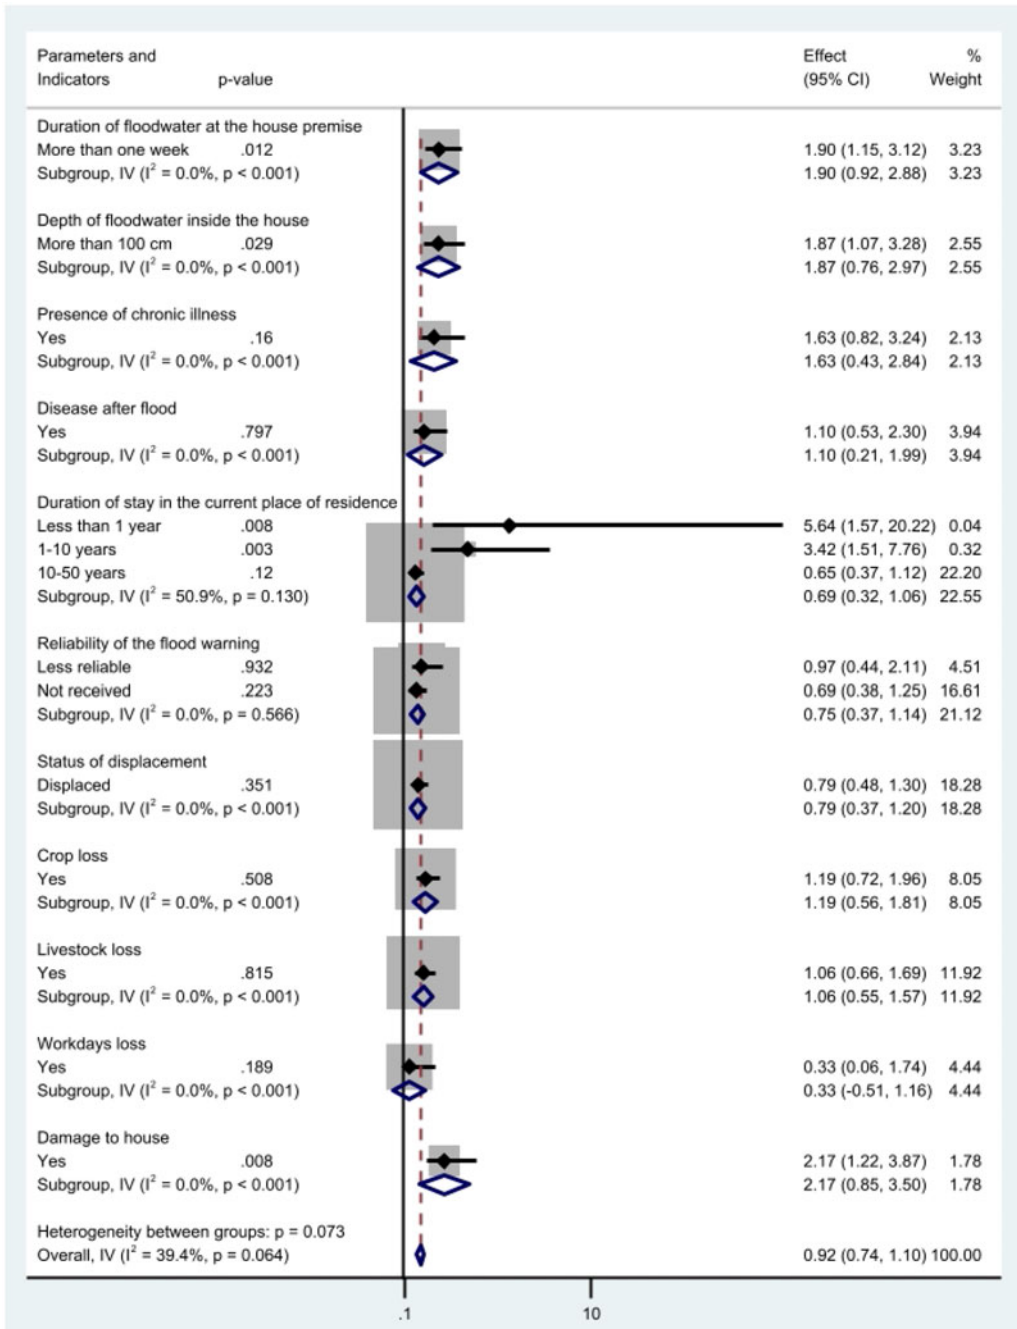 Parameters and Effect %
Indicators p-value (95% CI) Weight
Duration of floodwater at the house premise
More than one week .012 1.90 (1.15, 3.12) 3.23
Subgroup, IV (I² = 0.0%, p < 0.001) 1.90 (0.92, 2.88) 3.23
Depth of floodwater inside the house
More than 100 cm .029 1.87 (1.07, 3.28) 2.55
Subgroup, IV (I² = 0.0%, p < 0.001) 1.87 (0.76, 2.97) 2.55
Presence of chronic illness
Yes .16 1.63 (0.82, 3.24) 2.13
Subgroup, IV (I² = 0.0%, p < 0.001) 1.63 (0.43, 2.84) 2.13
Disease after flood
Yes .797 1.10 (0.53, 2.30) 3.94
Subgroup, IV (I² = 0.0%, p < 0.001) 1.10 (0.21, 1.99) 3.94
Duration of stay in the current place of residence
Less than 1 year .008 5.64 (1.57, 20.22) 0.04
1-10 years .003 3.42 (1.51, 7.76) 0.32
10-50 years .12 0.65 (0.37, 1.12) 22.20
Subgroup, IV (I² = 50.9%, p = 0.130) 0.69 (0.32, 1.06) 22.55
Reliability of the flood warning
Less reliable .932 0.97 (0.44, 2.11) 4.51
Not received .223 0.69 (0.38, 1.25) 16.61
Subgroup, IV (I² = 0.0%, p = 0.566) 0.75 (0.37, 1.14) 21.12
Status of displacement
Displaced .351 0.79 (0.48, 1.30) 18.28
Subgroup, IV (I² = 0.0%, p < 0.001) 0.79 (0.37, 1.20) 18.28
Crop loss
Yes .508 1.19 (0.72, 1.96) 8.05
Subgroup, IV (I² = 0.0%, p < 0.001) 1.19 (0.56, 1.81) 8.05
Livestock loss
Yes .815 1.06 (0.66, 1.69) 11.92
Subgroup, IV (I² = 0.0%, p < 0.001) 1.06 (0.55, 1.57) 11.92
Workdays loss
Yes .189 0.33 (0.06, 1.74) 4.44
Subgroup, IV (I² = 0.0%, p < 0.001) 0.33 (-0.51, 1.16) 4.44
Damage to house
Yes .008 2.17 (1.22, 3.87) 1.78
Subgroup, IV (I² = 0.0%, p < 0.001) 2.17 (0.85, 3.50) 1.78
Heterogeneity between groups: p = 0.073
Overall, IV (I² = 39.4%, p = 0.064) 0.92 (0.74, 1.10) 100.00
.1 10